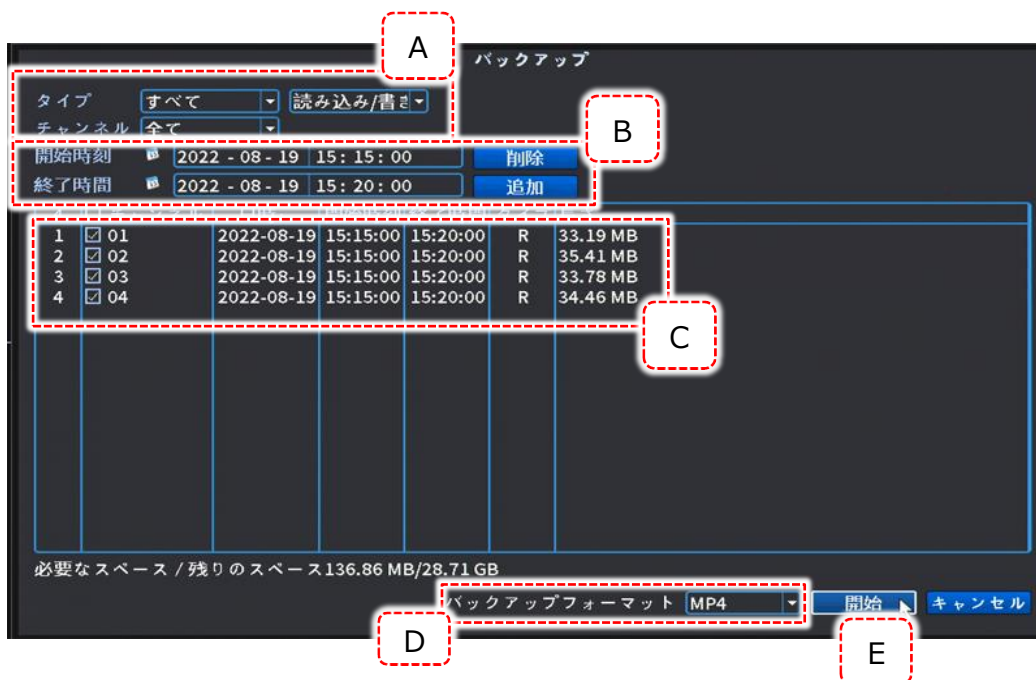 A
バックアップ
タイプ すべて 読み込み/書き
チャンネル 全て
B
開始時刻 2022 - 08 - 19 15 : 15 : 00 削除
終了時間 2022 - 08 - 19 15 : 20 : 00 追加
1 01 2022-08-19 15:15:00 15:20:00 R 33.19 MB
2 02 2022-08-19 15:15:00 15:20:00 R 35.41 MB
3 03 2022-08-19 15:15:00 15:20:00 R 33.78 MB
4 04 2022-08-19 15:15:00 15:20:00 R 34.46 MB
C
必要なスペース / 残りのスペース136.86 MB/28.71 GB
バックアップフォーマット MP4 開始 キャンセル
D
E